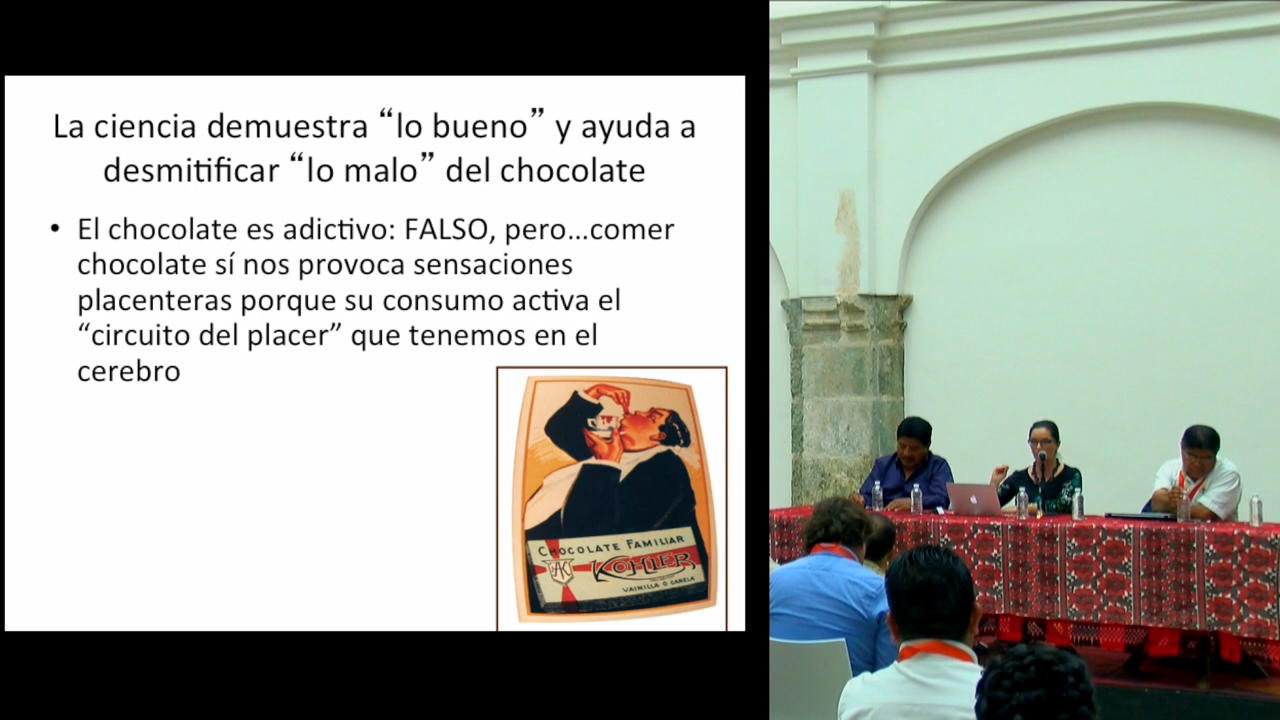 La ciencia demuestra “lo bueno” y ayuda a
desmitificar “lo malo” del chocolate
• El chocolate es adictivo: FALSO, pero…comer
chocolate sí nos provoca sensaciones
placenteras porque su consumo activa el
“circuito del placer” que tenemos en el
cerebro
CHOCOLATE FAMILIAR
KOHLER
VAINILLA O CANELA